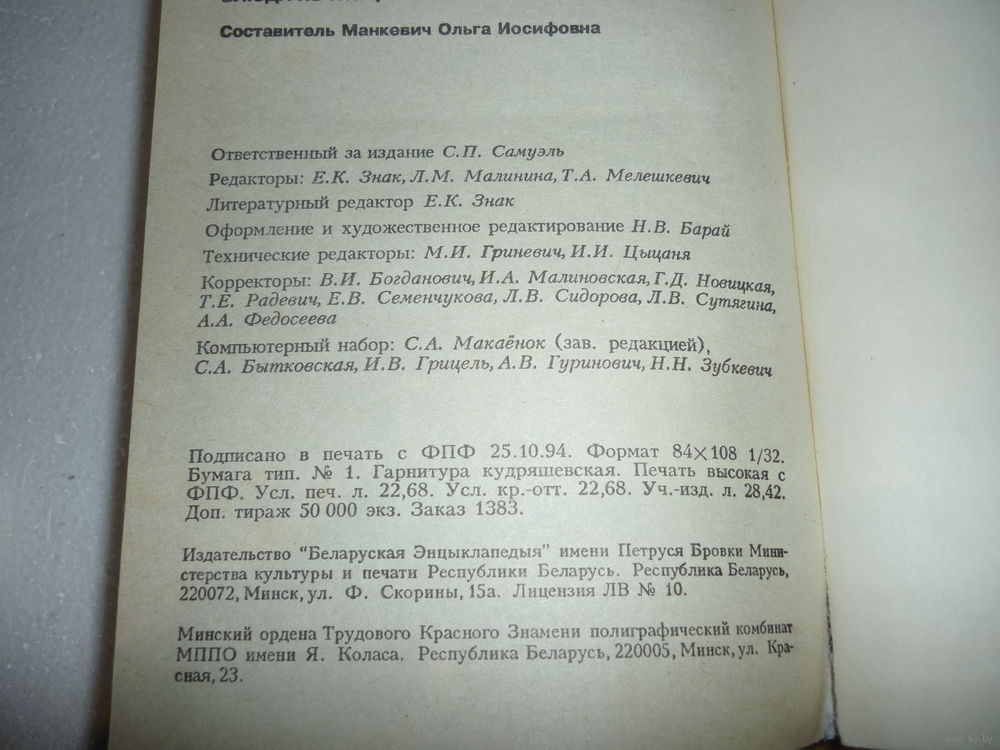 Составитель Манкевич Ольга Иосифовна
Ответственный за издание С.П. Самуэль
Редакторы: Е.К. Знак, Л.М. Малинина, Т.А. Мелешкевич
Литературный редактор Е.К. Знак
Оформление и художественное редактирование Н.В. Барай
Технические редакторы: М.И. Гриневич, И.И. Цыцаня
Корректоры: В.И. Богданович, И.А. Малиновская, Г.Д. Новицкая,
Т.Е. Радевич, Е.В. Семенчукова, Л.В. Сидорова, Л.В. Сутягина,
А.А. Федосеева
Компьютерный набор: С.А. Макаёнок (зав. редакцией),
С.А. Бытковская, И.В. Грицель, А.В. Гуринович, Н.Н. Зубкевич
Подписано в печать с ФПФ 25.10.94. Формат 84×108 1/32.
Бумага тип. № 1. Гарнитура кудряшевская. Печать высокая с
ФПФ. Усл. печ. л. 22,68. Усл. кр.-отт. 22,68. Уч.-изд. л. 28,42.
Доп. тираж 50 000 экз. Заказ 1383.
Издательство "Беларуская Энцыклапедыя" имени Петруся Бровки Мини-
стерства культуры и печати Республики Беларусь. Республика Беларусь,
220072, Минск, ул. Ф. Скорины, 15а. Лицензия ЛВ № 10.
Минский ордена Трудового Красного Знамени полиграфический комбинат
МППО имени Я. Коласа. Республика Беларусь, 220005, Минск, ул. Кра-
сная, 23.
www.ay.by